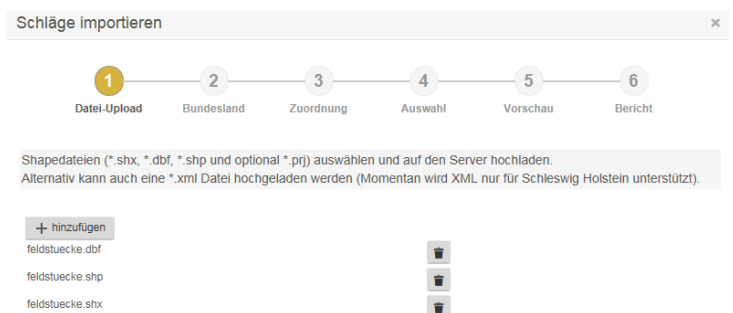 Schläge importieren ×
1 2 3 4 5 6
Datei-Upload Bundesland Zuordnung Auswahl Vorschau Bericht
Shapedateien (*.shx, *.dbf, *.shp und optional *.prj) auswählen und auf den Server hochladen.
Alternativ kann auch eine *.xml Datei hochgeladen werden (Momentan wird XML nur für Schleswig Holstein unterstützt).
+ hinzufügen
feldstuecke.dbf
feldstuecke.shp
feldstuecke.shx